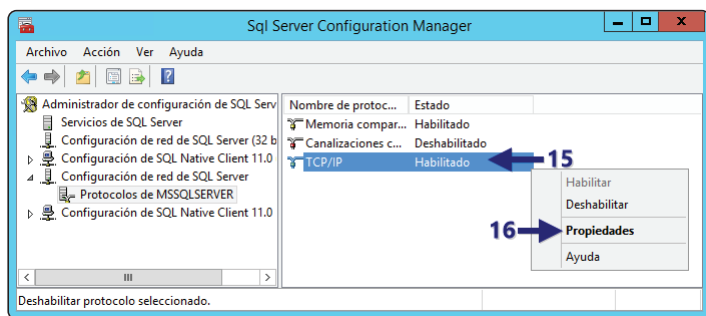 Sql Server Configuration Manager
Archivo Acción Ver Ayuda
Administrador de configuración de SQL Serv
Servicios de SQL Server
Configuración de red de SQL Server (32 b
Configuración de SQL Native Client 11.0
Configuración de red de SQL Server
Protocolos de MSSQLSERVER
Configuración de SQL Native Client 11.0
Nombre de protoc... Estado
Memoria compar... Habilitado
Canalizaciones c... Deshabilitado
TCP/IP Habilitado
15
Habilitar
Deshabilitar
16 Propiedades
Ayuda
Deshabilitar protocolo seleccionado.